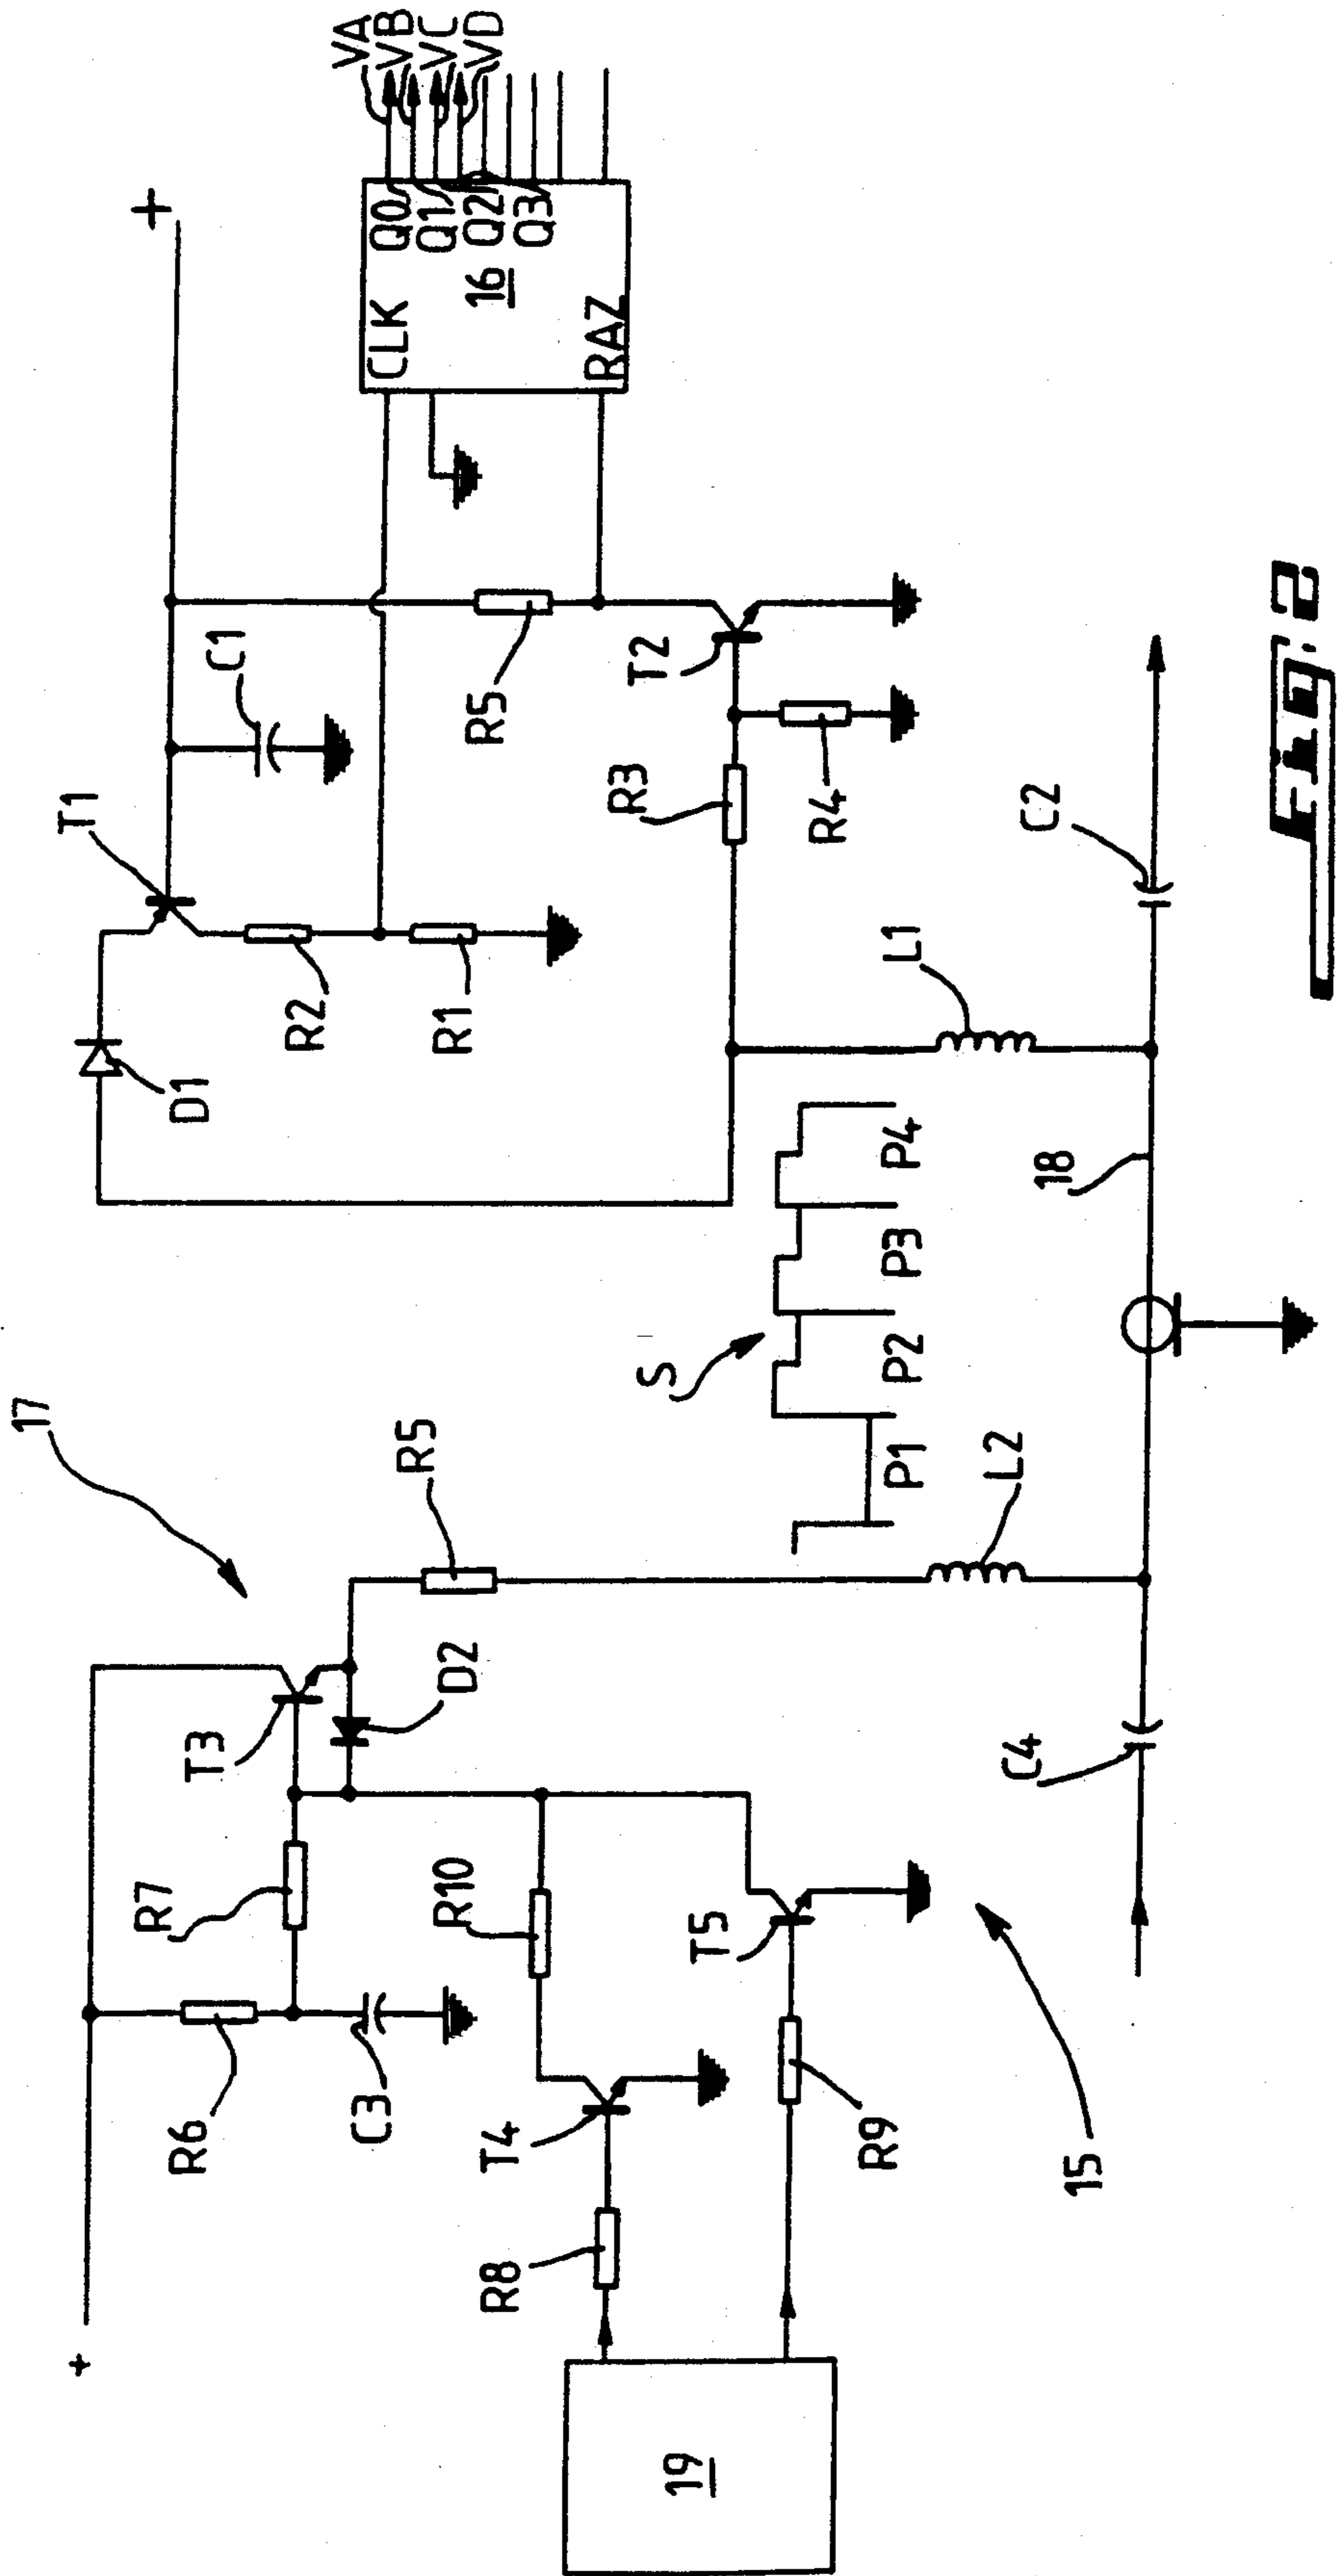 17
+
R6
R7
T3
D2
C3
R10
R5
T4
R8
T5
R9
19
15
C4
L2
S
P1
P2
P3
P4
18
L1
C2
D1
T1
R2
R1
C1
R5
R3
R4
T2
+
CLK
RAZ
16
Q0
Q1
Q2
Q3
VA
VB
VC
VD
Fig. 2